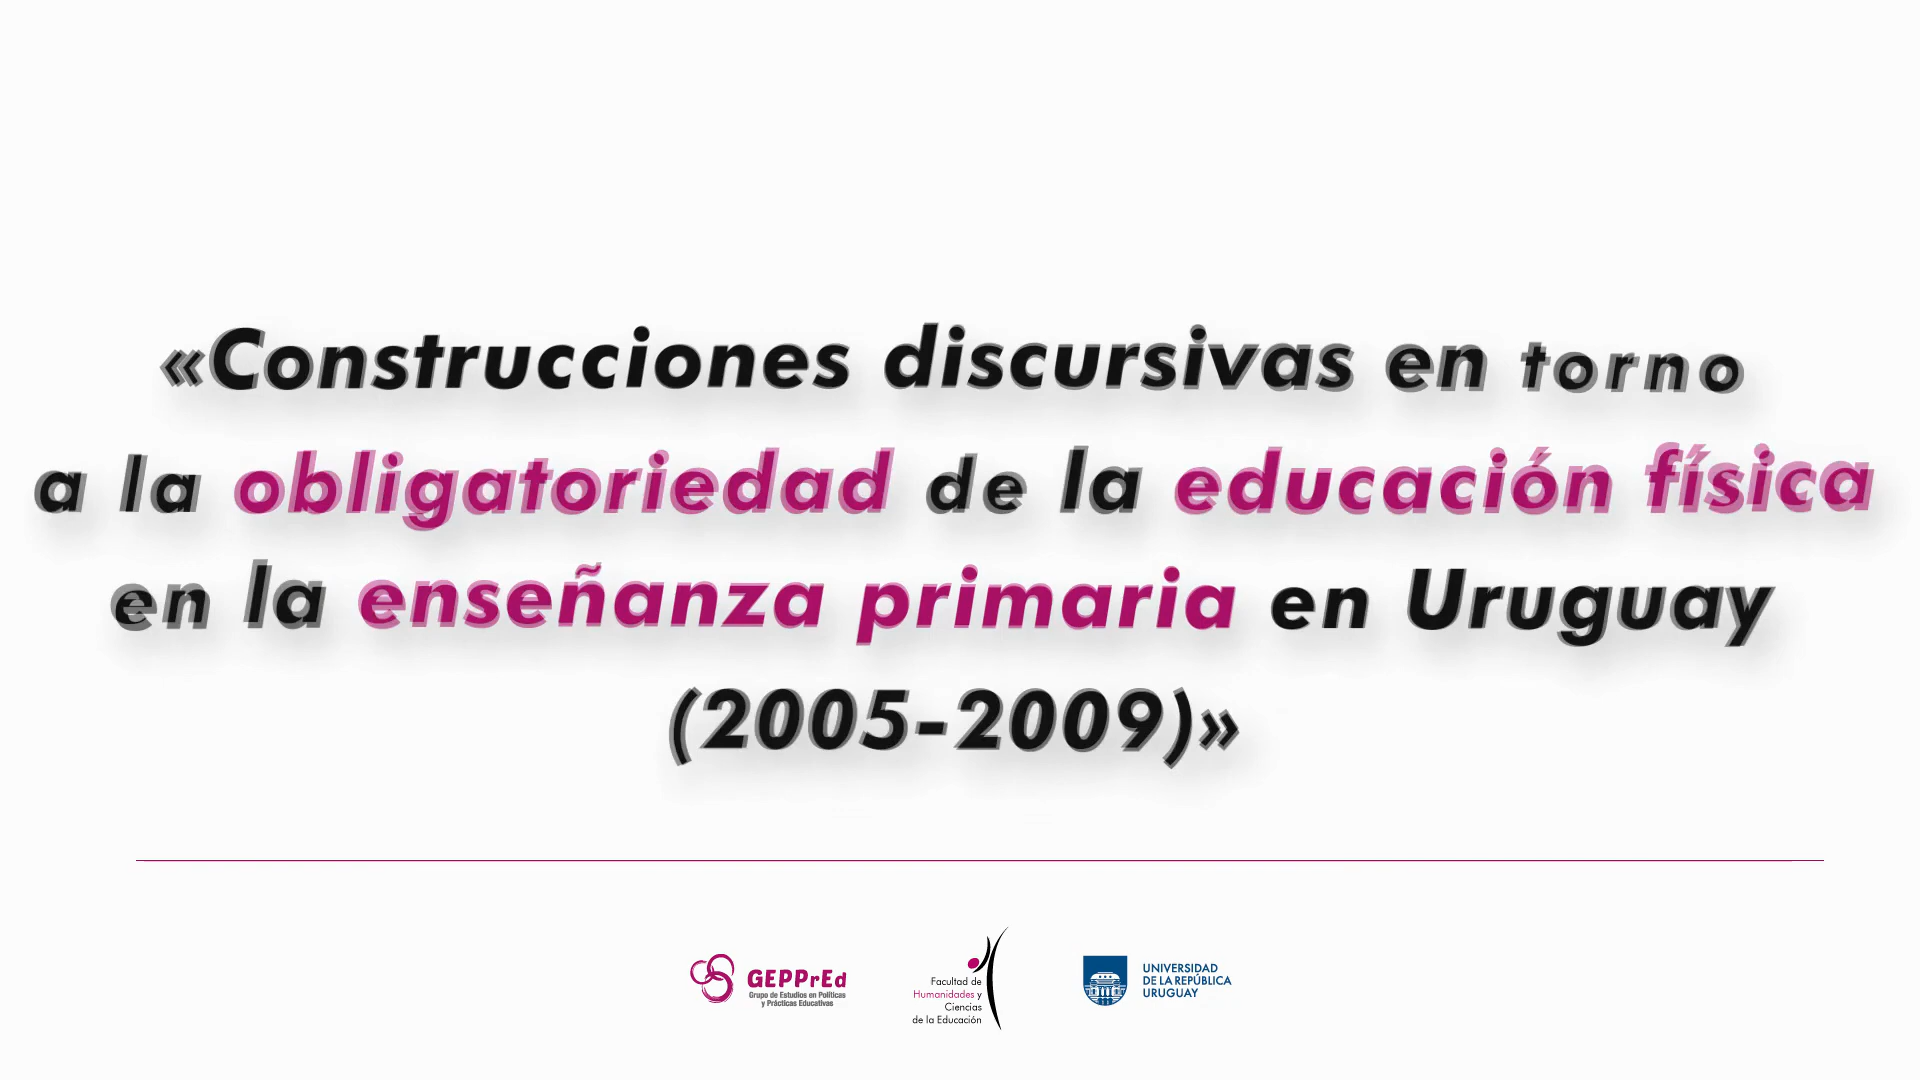 «Construcciones discursivas en torno
a la obligatoriedad de la educación física
en la enseñanza primaria en Uruguay
(2005-2009)»
GEPPrEd
Grupo de Estudios en Políticas
y Prácticas Educativas
Facultad de
Humanidades y
Ciencias
de la Educación
UNIVERSIDAD
DE LA REPÚBLICA
URUGUAY